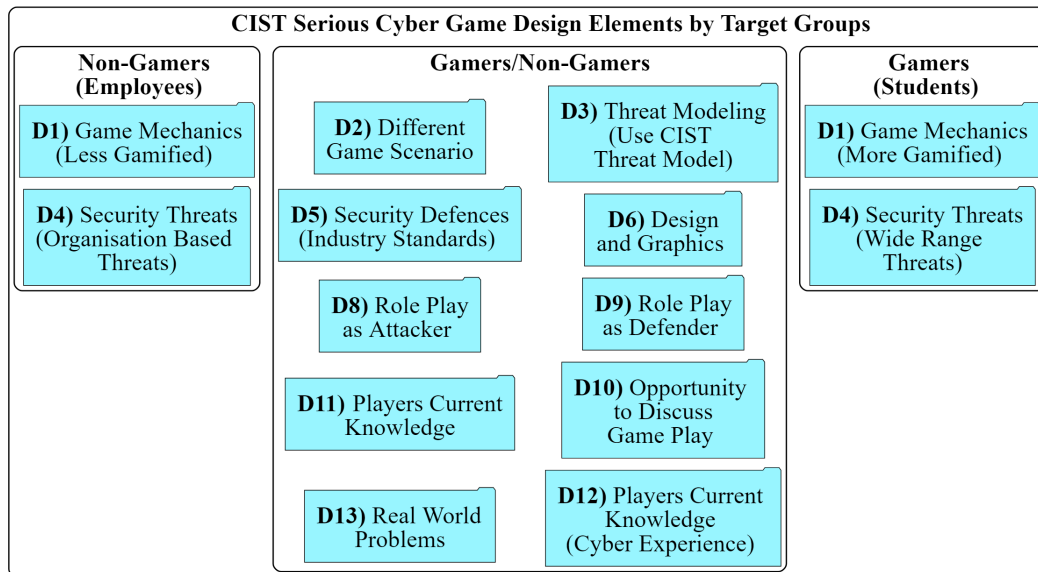 CIST Serious Cyber Game Design Elements by Target Groups
Non-Gamers
(Employees)
D1) Game Mechanics
(Less Gamified)
D4) Security Threats
(Organisation Based
Threats)
Gamers/Non-Gamers
D2) Different
Game Scenario
D3) Threat Modeling
(Use CIST
Threat Model)
D5) Security Defences
(Industry Standards)
D6) Design
and Graphics
D8) Role Play
as Attacker
D9) Role Play
as Defender
D11) Players Current
Knowledge
D10) Opportunity
to Discuss
Game Play
D13) Real World
Problems
D12) Players Current
Knowledge
(Cyber Experience)
Gamers
(Students)
D1) Game Mechanics
(More Gamified)
D4) Security Threats
(Wide Range
Threats)